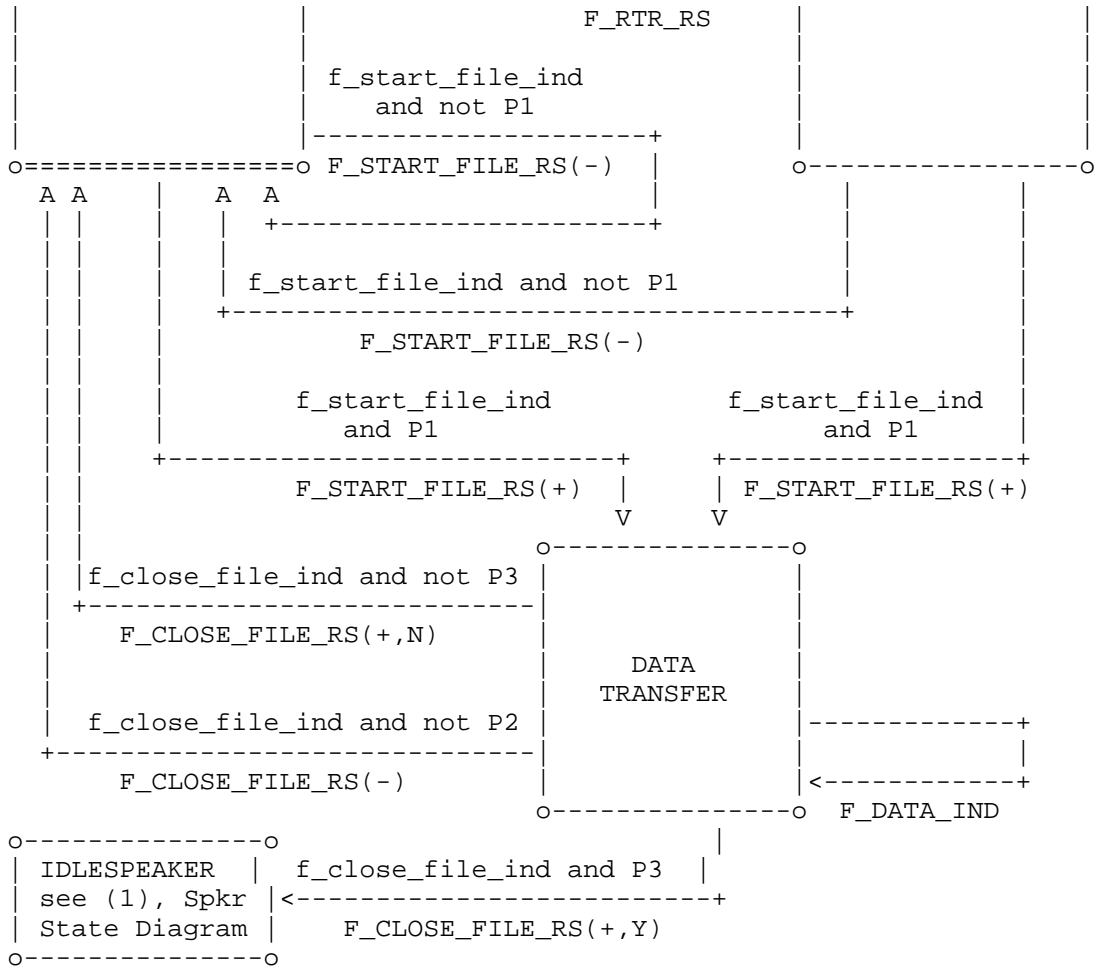 F_RTR_RS
f_start_file_ind
and not P1
F_START_FILE_RS(-)
A A A A
f_start_file_ind and not P1
F_START_FILE_RS(-)
f_start_file_ind f_start_file_ind
and P1 and P1
F_START_FILE_RS(+) F_START_FILE_RS(+)
V V
f_close_file_ind and not P3
F_CLOSE_FILE_RS(+,N)
DATA
TRANSFER
f_close_file_ind and not P2
F_CLOSE_FILE_RS(-)
F_DATA_IND
IDLESPEAKER f_close_file_ind and P3
see (1), Spkr
State Diagram F_CLOSE_FILE_RS(+,Y)